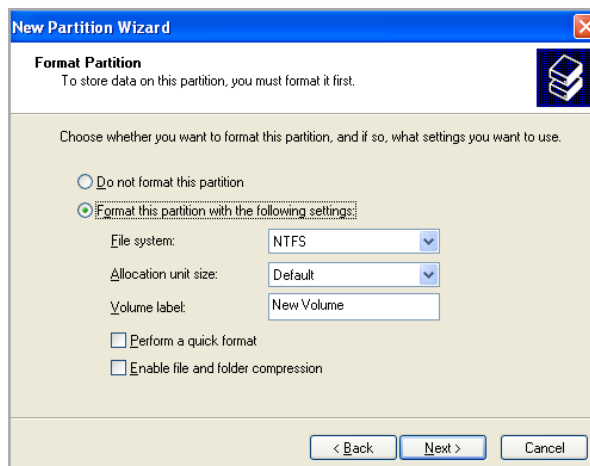 New Partition Wizard
Format Partition
To store data on this partition, you must format it first.
Choose whether you want to format this partition, and if so, what settings you want to use.
Do not format this partition
Format this partition with the following settings:
File system: NTFS
Allocation unit size: Default
Volume label: New Volume
Perform a quick format
Enable file and folder compression
< Back Next > Cancel